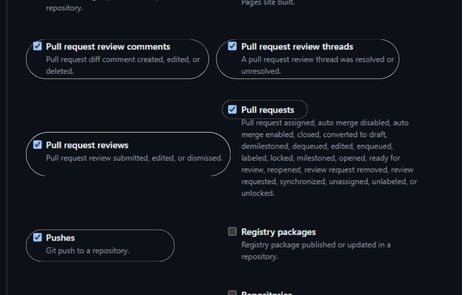 repository.
Pages site built.
Pull request review comments
Pull request diff comment created, edited, or
deleted.
Pull request review threads
A pull request review thread was resolved or
unresolved.
Pull requests
Pull request assigned, auto merge disabled, auto
merge enabled, closed, converted to draft,
demilestoned, dequeued, edited, enqueued,
labeled, locked, milestoned, opened, ready for
review, reopened, review request removed, review
requested, synchronized, unassigned, unlabeled, or
unlocked.
Pull request reviews
Pull request review submitted, edited, or dismissed.
Pushes
Git push to a repository.
Registry packages
Registry package published or updated in a
repository.
Repositories